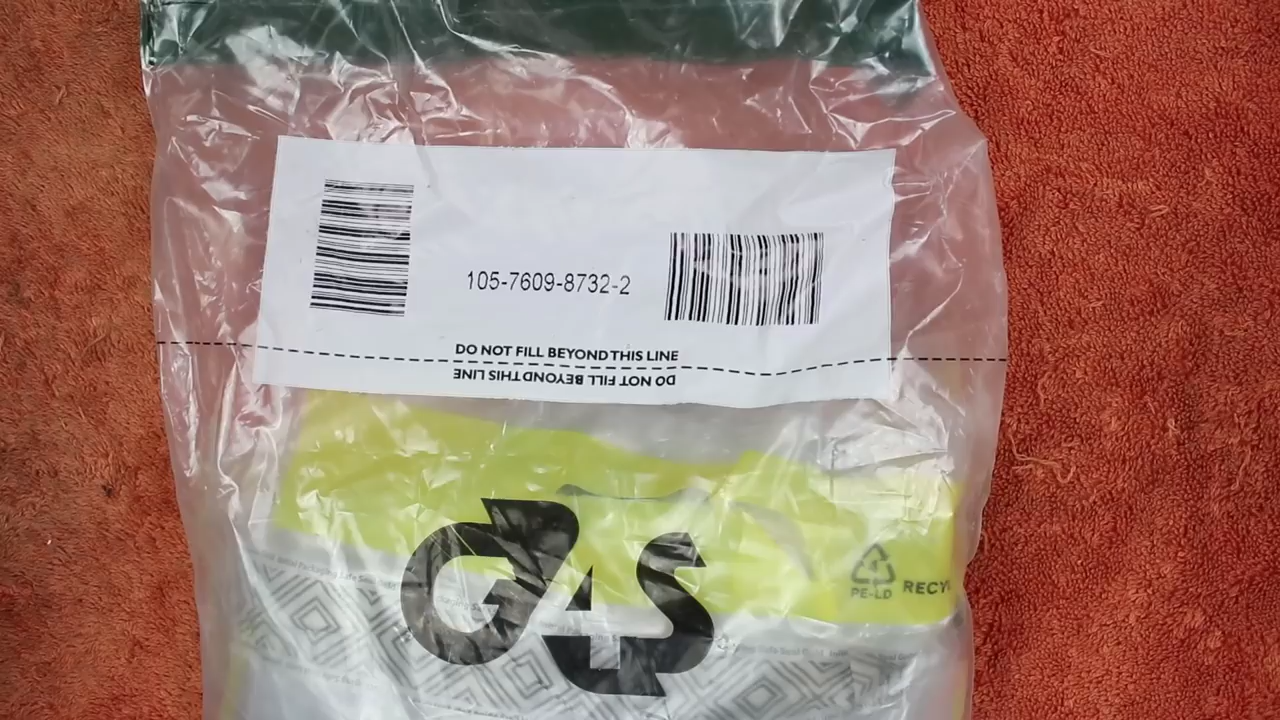 105-7609-8732-2
DO NOT FILL BEYOND THIS LINE
DO NOT FILL BEYOND THIS LINE
G4S
4
PE-LD